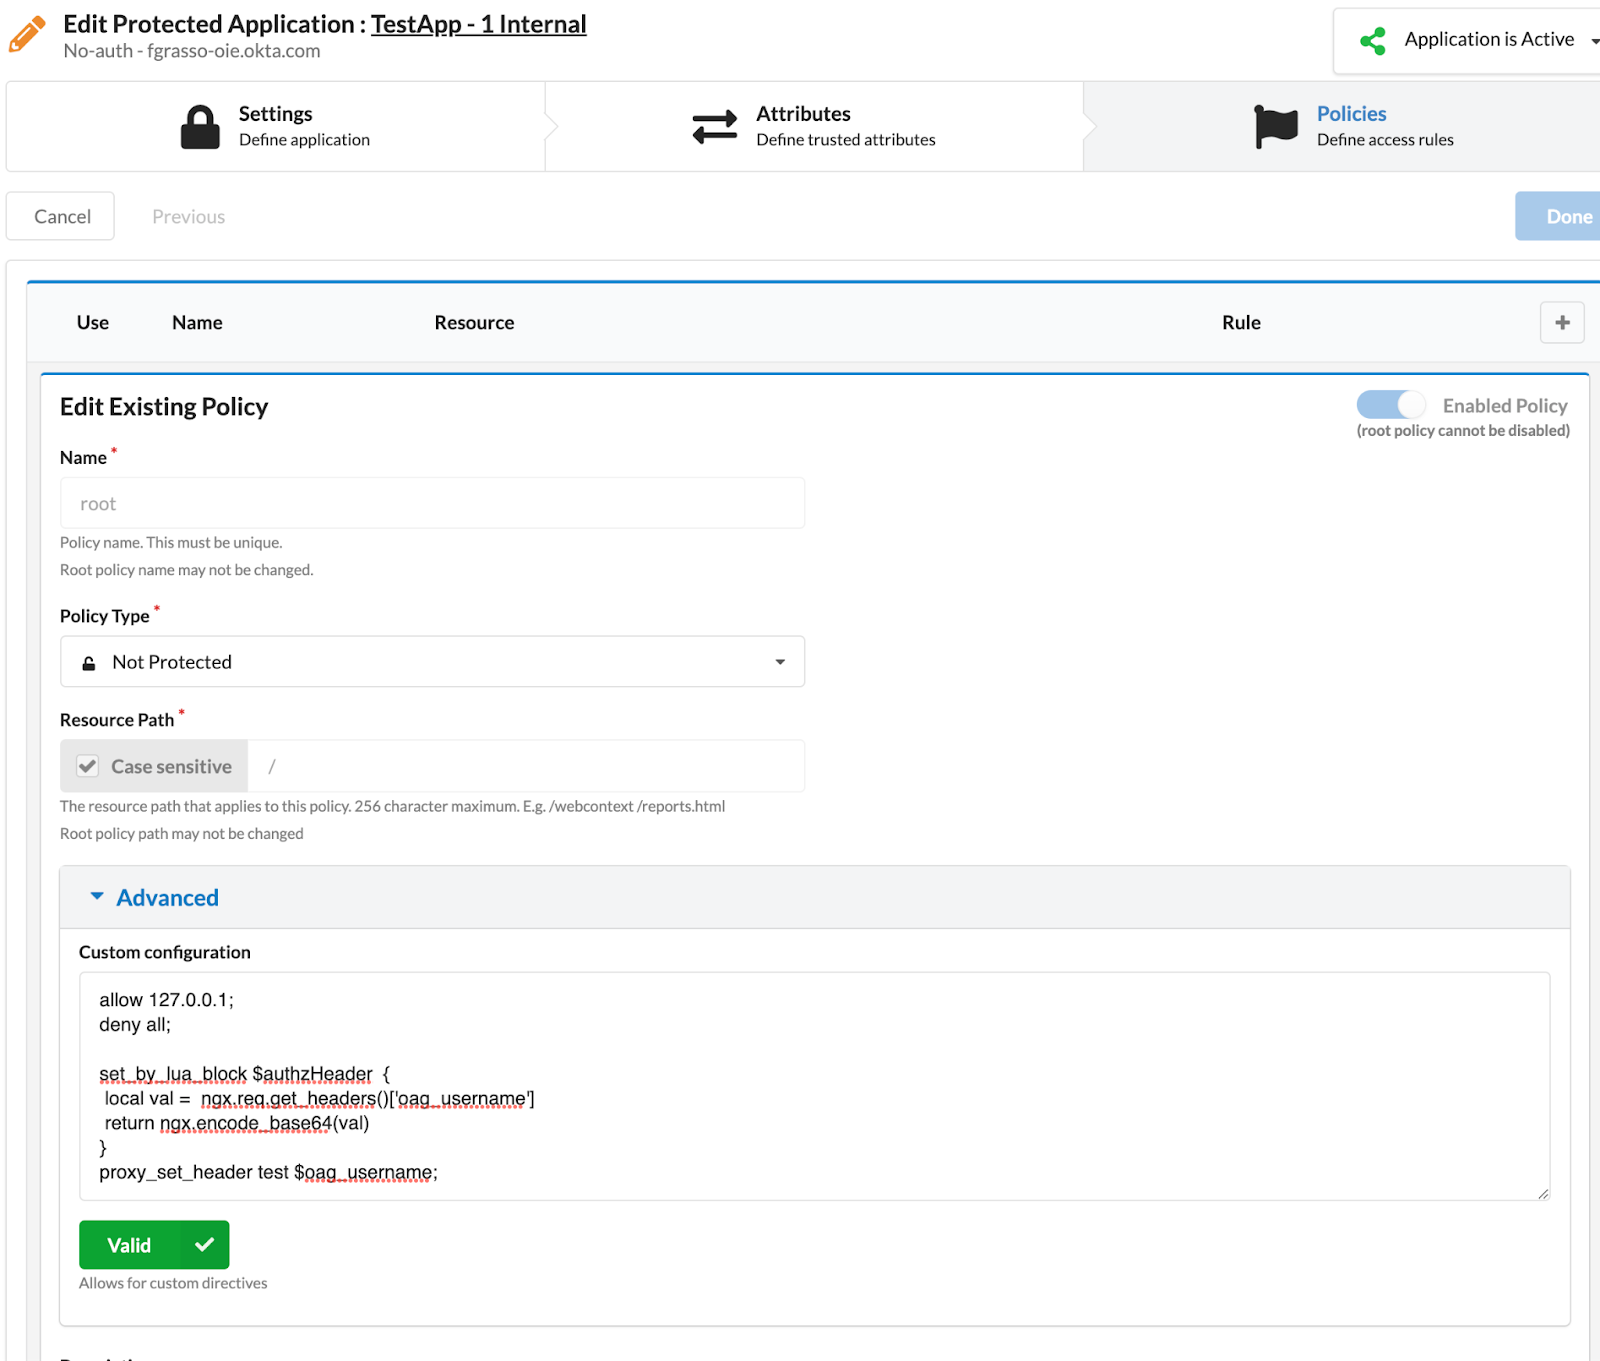 Edit Protected Application : TestApp - 1 Internal
No-auth - fgrasso-oie.okta.com
Application is Active
Settings
Define application
Attributes
Define trusted attributes
Policies
Define access rules
Cancel
Previous
Done
Use Name Resource Rule
Edit Existing Policy
Enabled Policy
(root policy cannot be disabled)
Name *
root
Policy name. This must be unique.
Root policy name may not be changed.
Policy Type *
Not Protected
Resource Path *
Case sensitive /
The resource path that applies to this policy. 256 character maximum. E.g. /webcontext /reports.html
Root policy path may not be changed
Advanced
Custom configuration
allow 127.0.0.1;
deny all;
set_by_lua_block $authzHeader {
local val = ngx.req.get_headers()['oag_username']
return ngx.encode_base64(val)
}
proxy_set_header test $oag_username;
Valid
Allows for custom directives